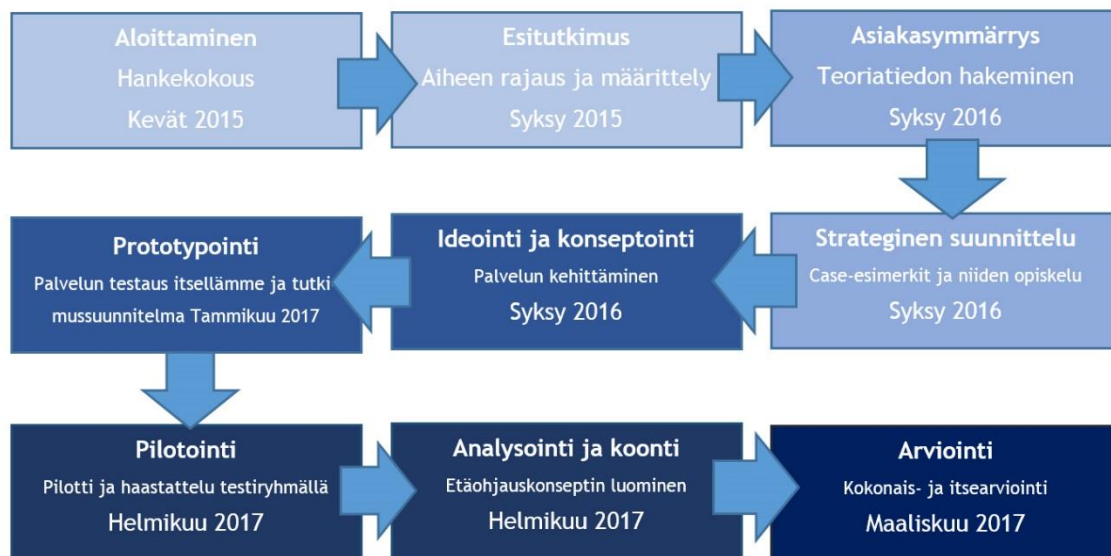 Aloittaminen
Hankekokous
Kevät 2015
Esitutkimus
Aiheen rajaus ja määrittely
Syksy 2015
Asiakasymmärrys
Teoriatiedon hakeminen
Syksy 2016
Strateginen suunnittelu
Case-esimerkit ja niiden opiskelu
Syksy 2016
Ideointi ja konseptointi
Palvelun kehittäminen
Syksy 2016
Prototypointi
Palvelun testaus itsellämme ja tutki
mussuunnitelma Tammikuu 2017
Pilotointi
Pilotti ja haastattelu testiryhmällä
Helmikuu 2017
Analysointi ja koonti
Etäohjauskonseptin luominen
Helmikuu 2017
Arviointi
Kokonais- ja itsearviointi
Maaliskuu 2017